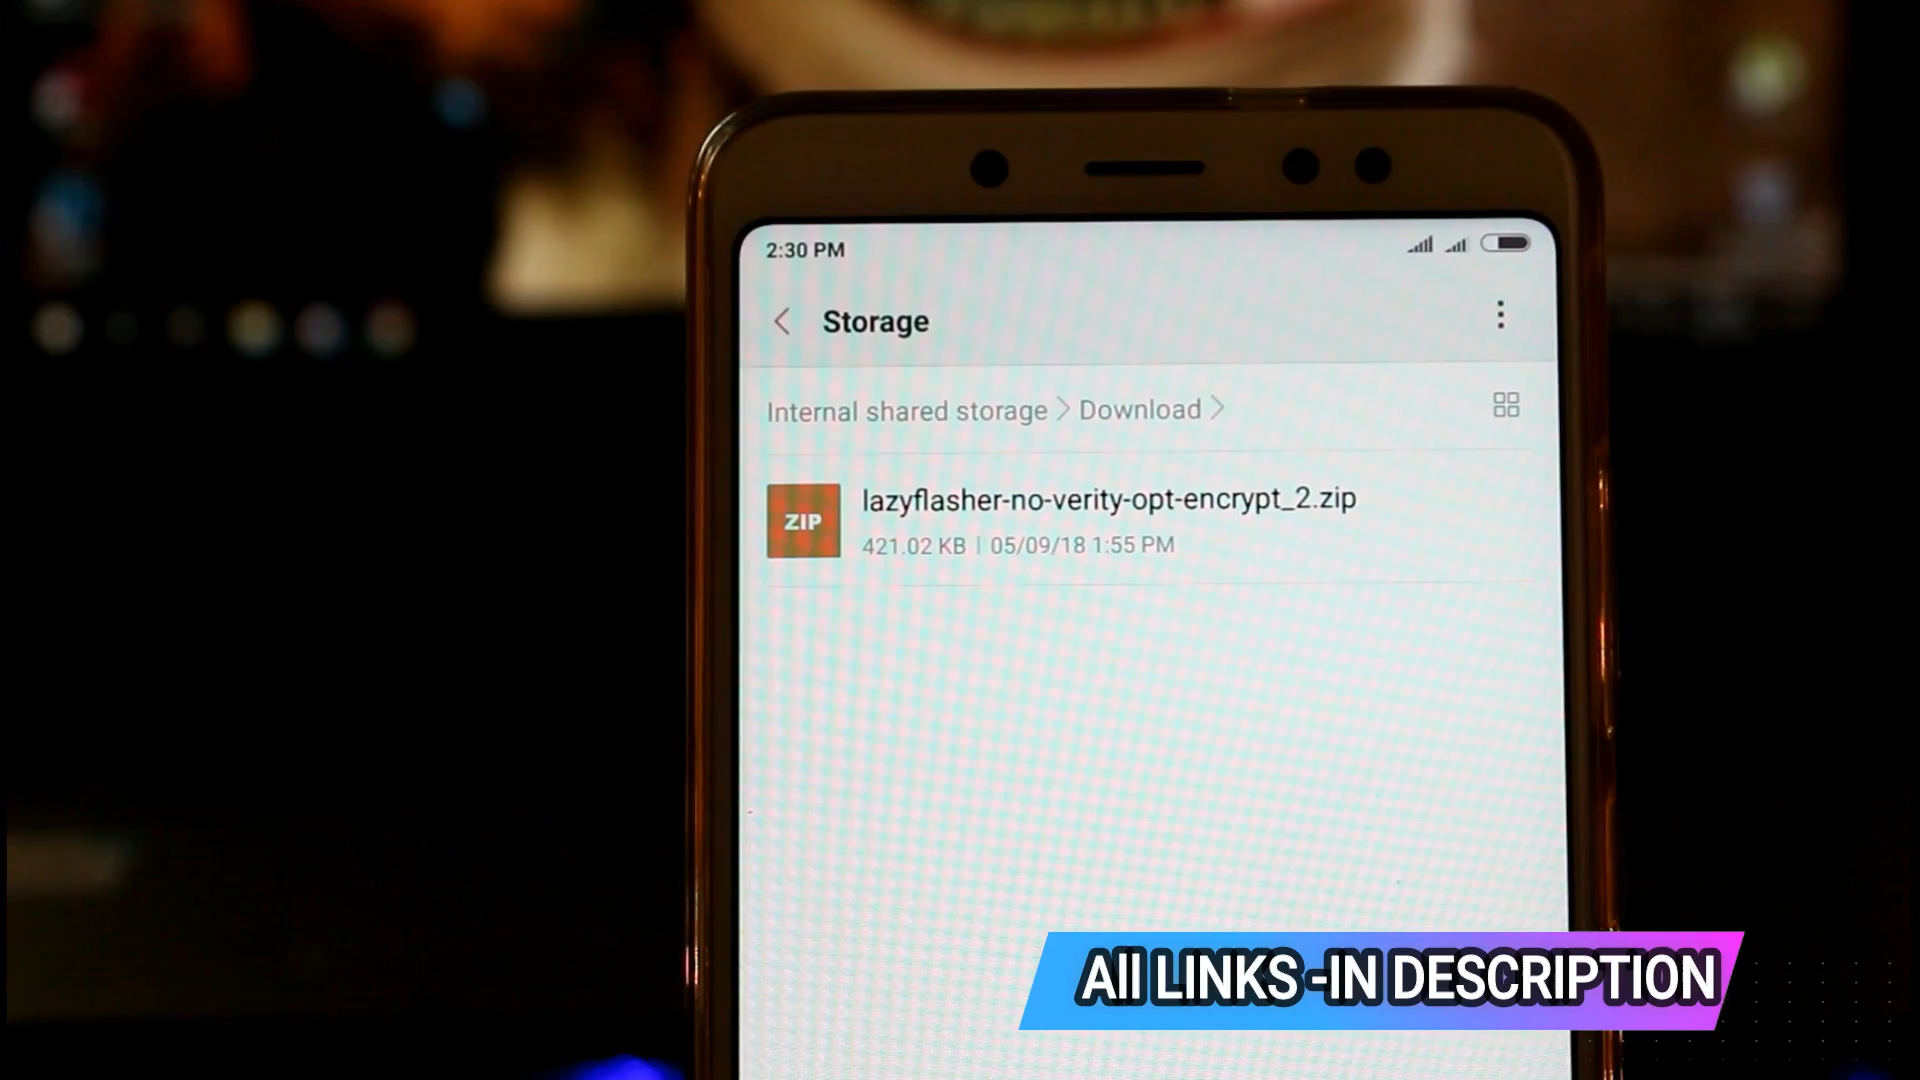 2:30 PM
Storage
Internal shared storage > Download >
ZIP
lazyflasher-no-verity-opt-encrypt_2.zip
421.02 KB | 05/09/18 1:55 PM
All LINKS -IN DESCRIPTION